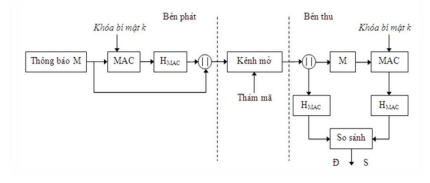 Bên phát
Bên thu
Khóa bí mật k
Khóa bí mật k
Thông báo M
MAC
HMAC
||
Kênh mở
||
M
MAC
Thám mã
HMAC
HMAC
So sánh
Đ S